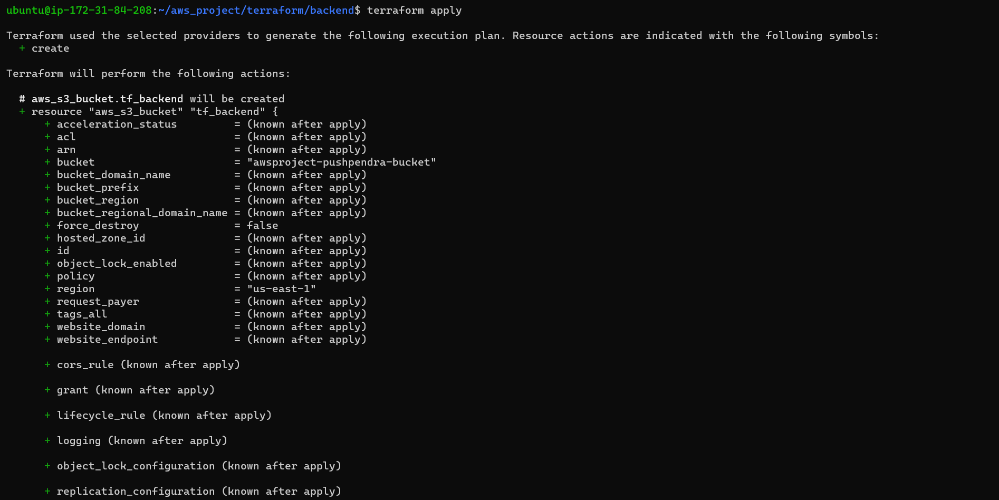 ubuntu@ip-172-31-84-208:~/aws_project/terraform/backend$ terraform apply
Terraform used the selected providers to generate the following execution plan. Resource actions are indicated with the following symbols:
+ create
Terraform will perform the following actions:
# aws_s3_bucket.tf_backend will be created
+ resource "aws_s3_bucket" "tf_backend" {
+ acceleration_status = (known after apply)
+ acl = (known after apply)
+ arn = (known after apply)
+ bucket = "awsproject-pushpendra-bucket"
+ bucket_domain_name = (known after apply)
+ bucket_prefix = (known after apply)
+ bucket_region = (known after apply)
+ bucket_regional_domain_name = (known after apply)
+ force_destroy = false
+ hosted_zone_id = (known after apply)
+ id = (known after apply)
+ object_lock_enabled = (known after apply)
+ policy = (known after apply)
+ region = "us-east-1"
+ request_payer = (known after apply)
+ tags_all = (known after apply)
+ website_domain = (known after apply)
+ website_endpoint = (known after apply)
+ cors_rule (known after apply)
+ grant (known after apply)
+ lifecycle_rule (known after apply)
+ logging (known after apply)
+ object_lock_configuration (known after apply)
+ replication_configuration (known after apply)